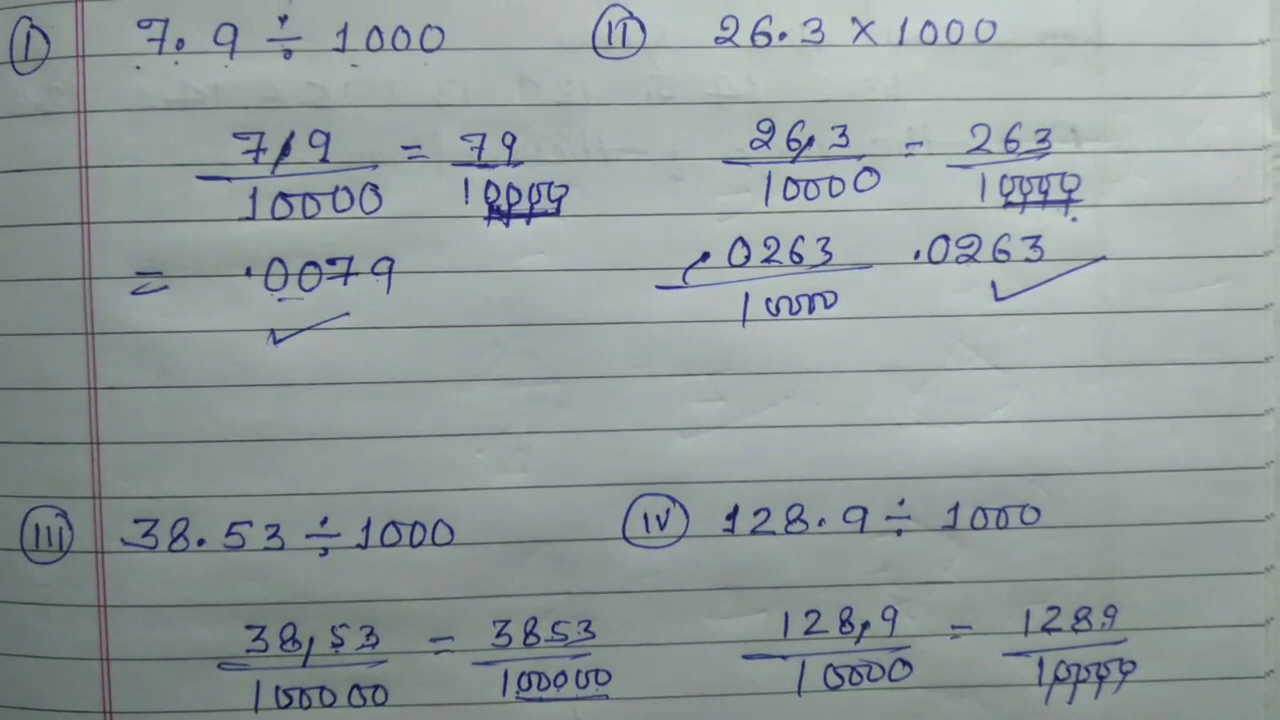 I 7.9 ÷ 1000
II 26.3 × 1000
7.9/10000 = 79/10000
26.3/10000 = 263/10000
= .0079
.0263/10000 .0263
III 38.53 ÷ 1000
IV 128.9 ÷ 1000
38.53/100000 = 3853/100000
128.9/10000 = 1289/10000